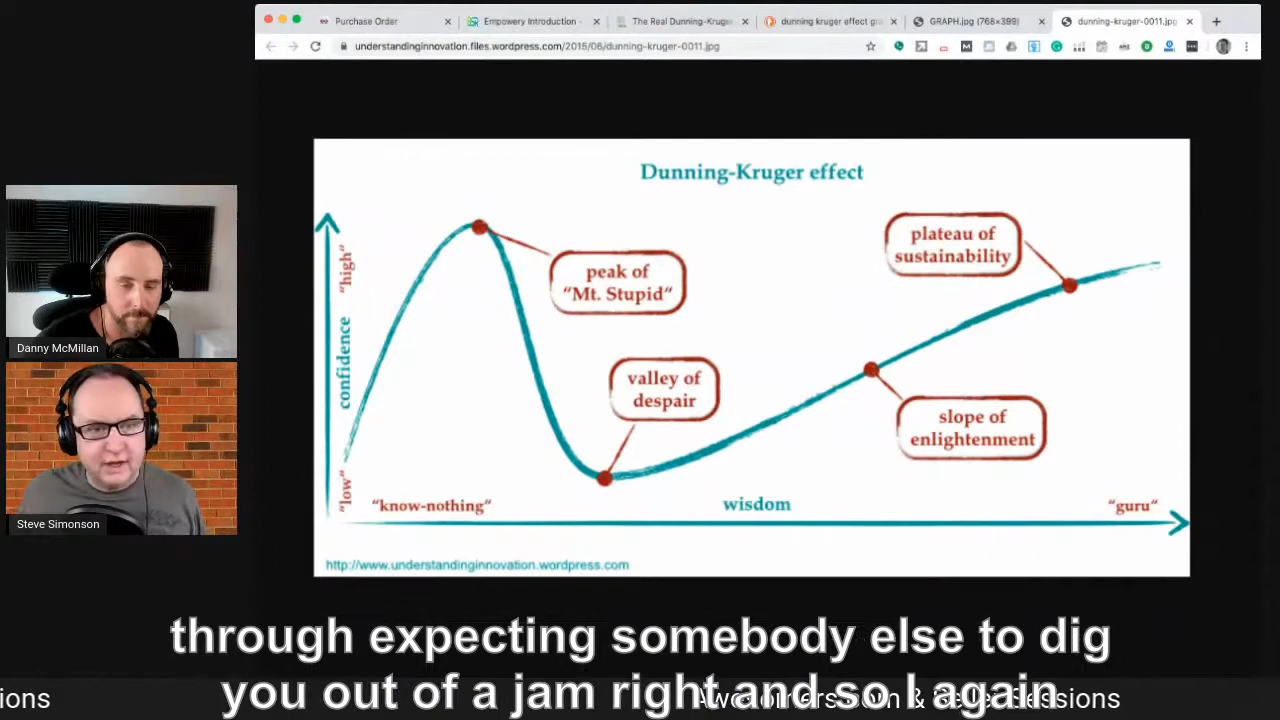 Purchase Order
Empowery Introduction -
The Real Dunning-Kruger
dunning kruger effect gra
GRAPH.jpg (768×399)
dunning-kruger-0011.jpg
understandinginnovation.files.wordpress.com/2015/06/dunning-kruger-0011.jpg
Dunning-Kruger effect
"high"
confidence
"low"
peak of
"Mt. Stupid"
valley of
despair
plateau of
sustainability
slope of
enlightenment
"know-nothing"
wisdom
"guru"
http://www.understandinginnovation.wordpress.com
Danny McMillan
Steve Simonson
through expecting somebody else to dig
you out of a jam right and so I again